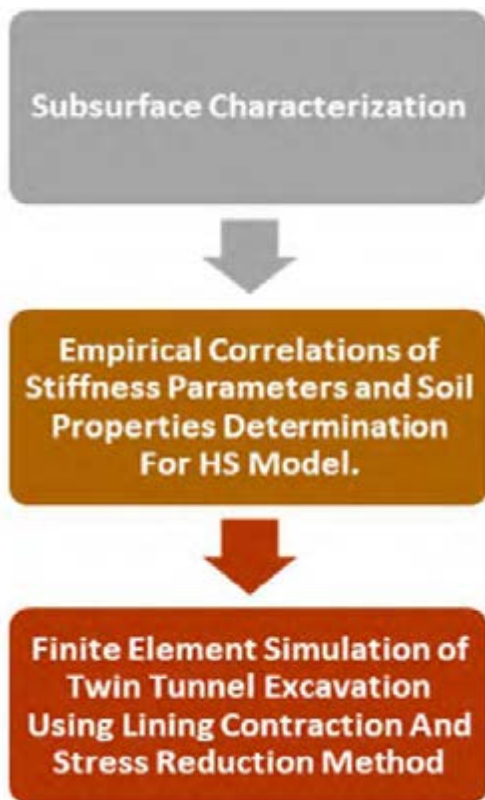 Subsurface Characterization
Empirical Correlations of
Stiffness Parameters and Soil
Properties Determination
For HS Model.
Finite Element Simulation of
Twin Tunnel Excavation
Using Lining Contraction And
Stress Reduction Method